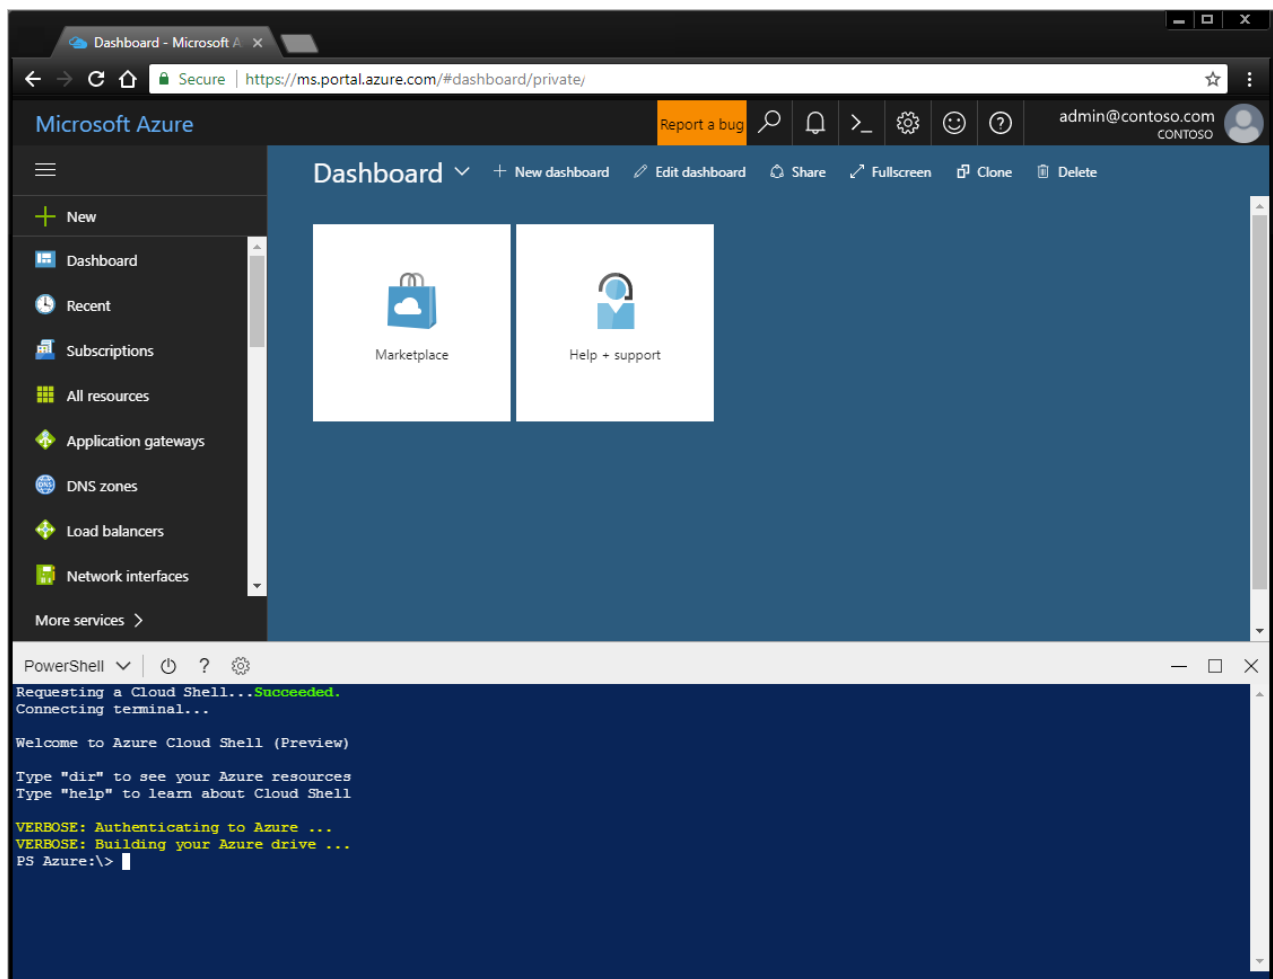 Dashboard - Microsoft A
Secure | https://ms.portal.azure.com/#dashboard/private/
Microsoft Azure
Report a bug
admin@contoso.com
CONTOSO
Dashboard
New dashboard
Edit dashboard
Share
Fullscreen
Clone
Delete
New
Dashboard
Recent
Subscriptions
All resources
Application gateways
DNS zones
Load balancers
Network interfaces
More services
Marketplace
Help + support
PowerShell
Requesting a Cloud Shell...Succeeded.
Connecting terminal...
Welcome to Azure Cloud Shell (Preview)
Type "dir" to see your Azure resources
Type "help" to learn about Cloud Shell
VERBOSE: Authenticating to Azure ...
VERBOSE: Building your Azure drive ...
PS Azure:\>